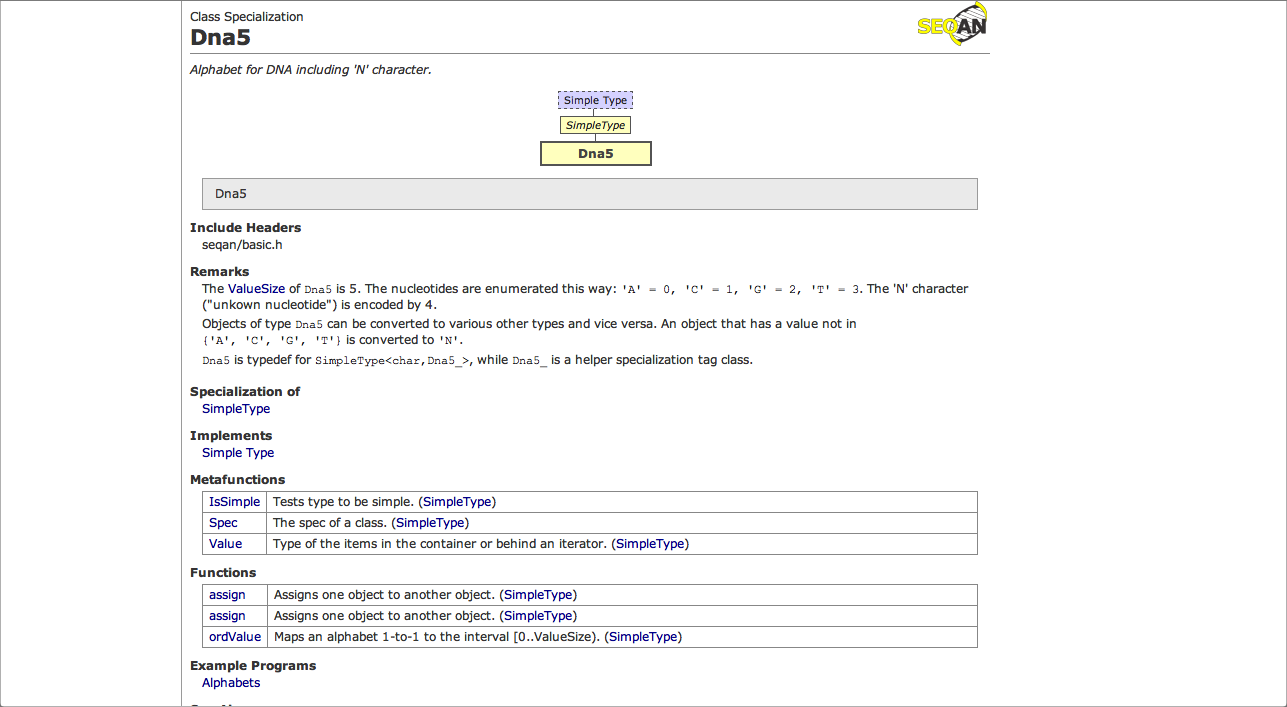 Class Specialization
Dna5
SEQAN
Alphabet for DNA including 'N' character.
Simple Type
SimpleType
Dna5
Dna5
Include Headers
seqan/basic.h
Remarks
The ValueSize of Dna5 is 5. The nucleotides are enumerated this way: 'A' = 0, 'C' = 1, 'G' = 2, 'T' = 3. The 'N' character
("unkown nucleotide") is encoded by 4.
Objects of type Dna5 can be converted to various other types and vice versa. An object that has a value not in
{'A', 'C', 'G', 'T'} is converted to 'N'.
Dna5 is typedef for SimpleType<char,Dna5_>, while Dna5_ is a helper specialization tag class.
Specialization of
SimpleType
Implements
Simple Type
Metafunctions
IsSimple Tests type to be simple. (SimpleType)
Spec The spec of a class. (SimpleType)
Value Type of the items in the container or behind an iterator. (SimpleType)
Functions
assign Assigns one object to another object. (SimpleType)
assign Assigns one object to another object. (SimpleType)
ordValue Maps an alphabet 1-to-1 to the interval [0..ValueSize). (SimpleType)
Example Programs
Alphabets